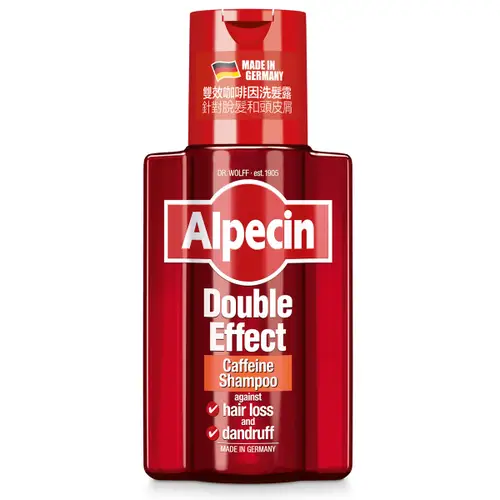 MADE IN
GERMANY
雙效咖啡因洗髮露
針對脫髮和頭皮屑
DR. WOLFF · est. 1905
Alpecin
Double
Effect
Caffeine
Shampoo
against
hair loss
and
dandruff
MADE IN GERMANY